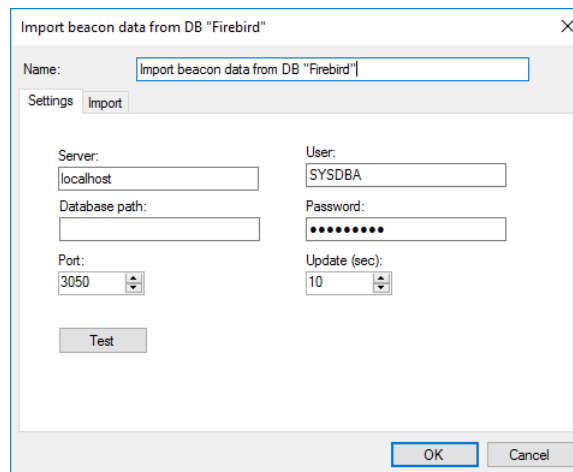 Import beacon data from DB "Firebird"
Name: Import beacon data from DB "Firebird"
Settings Import
Server: User:
localhost SYSDBA
Database path: Password:
•••••••••
Port: Update (sec):
3050 10
Test
OK Cancel